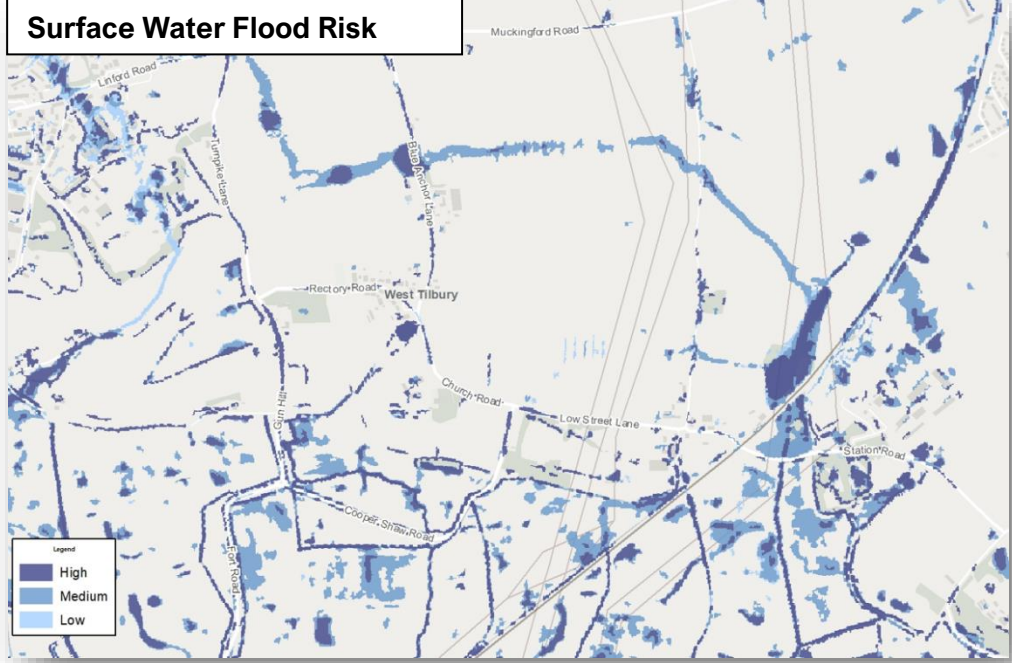 Surface Water Flood Risk
Muckingford Road
Linford Road
Turnpike Lane
Blue Anchor Lane
Rectory Road
West Tilbury
Church Road
Low Street Lane
Gun Hill
Station Road
Cooper Shaw Road
Fort Road
Legend
High
Medium
Low